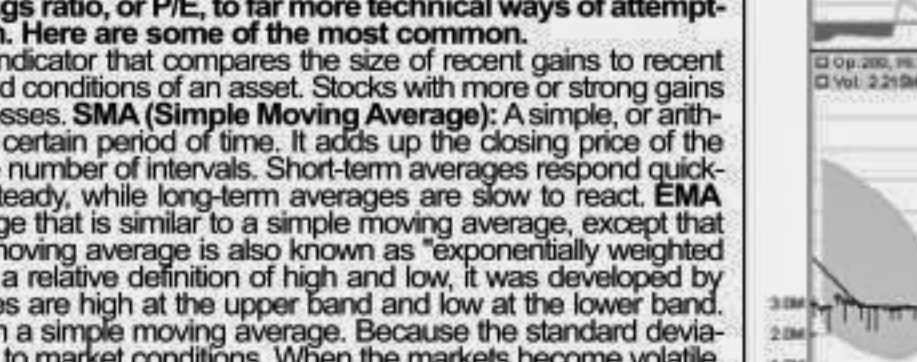 gs ratio, or P/E, to far more technical ways of attempt-
n. Here are some of the most common.
ndicator that compares the size of recent gains to recent
d conditions of an asset. Stocks with more or strong gains
sses. SMA (Simple Moving Average): A simple, or arith-
certain period of time. It adds up the closing price of the
number of intervals. Short-term averages respond quick-
teady, while long-term averages are slow to react. EMA
ge that is similar to a simple moving average, except that
moving average is also known as "exponentially weighted
a relative definition of high and low, it was developed by
es are high at the upper band and low at the lower band.
a simple moving average. Because the standard devia-
to market conditions. When the markets become volatile,
Op:200,
Vol:
3.0M
2.0M